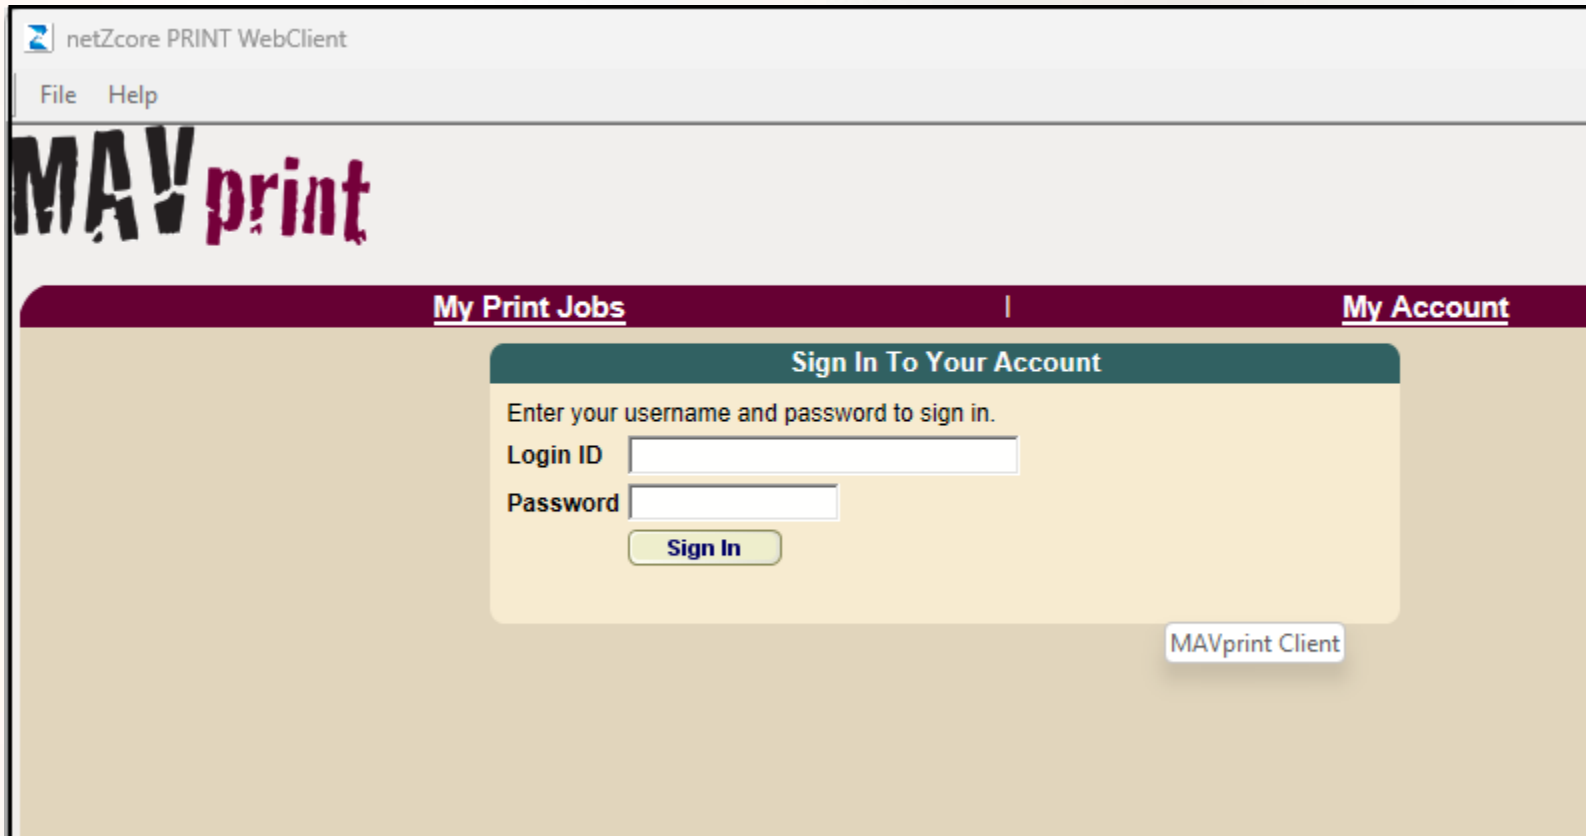 netZcore PRINT WebClient
File Help
MAVprint
My Print Jobs | My Account
Sign In To Your Account
Enter your username and password to sign in.
Login ID
Password
Sign In
MAVprint Client